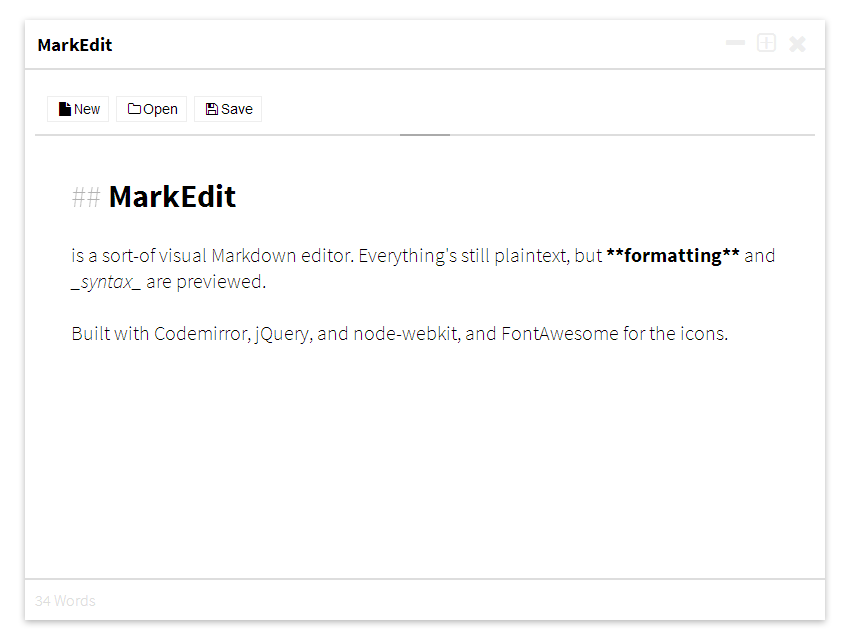 MarkEdit
New Open Save
## MarkEdit
is a sort-of visual Markdown editor. Everything's still plaintext, but **formatting** and
_syntax_ are previewed.
Built with Codemirror, jQuery, and node-webkit, and FontAwesome for the icons.
34 Words